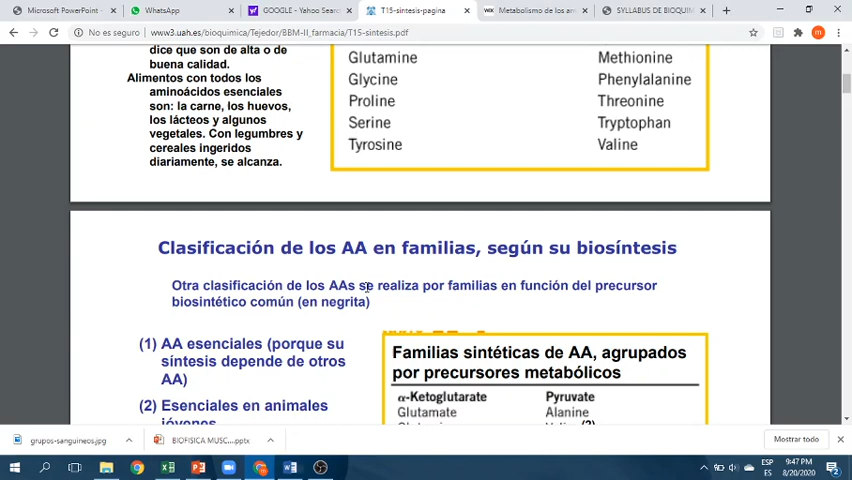 Microsoft PowerPoint -
WhatsApp
GOOGLE - Yahoo Sear
T15-sintesis-pagina
Metabolismo de los am
SYLLABUS DE BIOQUIM
No es seguro | www3.uah.es/bioquimica/Tejedor/BBM-II_farmacia/T15-sintesis.pdf
dice que son de alta o de
buena calidad.
Alimentos con todos los
aminoácidos esenciales
son: la carne, los huevos,
los lácteos y algunos
vegetales. Con legumbres y
cereales ingeridos
diariamente, se alcanza.
Glutamine Methionine
Glycine Phenylalanine
Proline Threonine
Serine Tryptophan
Tyrosine Valine
Clasificación de los AA en familias, según su biosíntesis
Otra clasificación de los AAs se realiza por familias en función del precursor
biosintético común (en negrita)
(1) AA esenciales (porque su
síntesis depende de otros
AA)
(2) Esenciales en animales
jóvenes
Familias sintéticas de AA, agrupados
por precursores metabólicos
α-Ketoglutarate Pyruvate
Glutamate Alanine
Valine (2)
grupos-sanguineos.jpg
BIOFISICA MUSC....pptx
Mostrar todo
ESP 9:47 PM
ES 8/20/2020
2